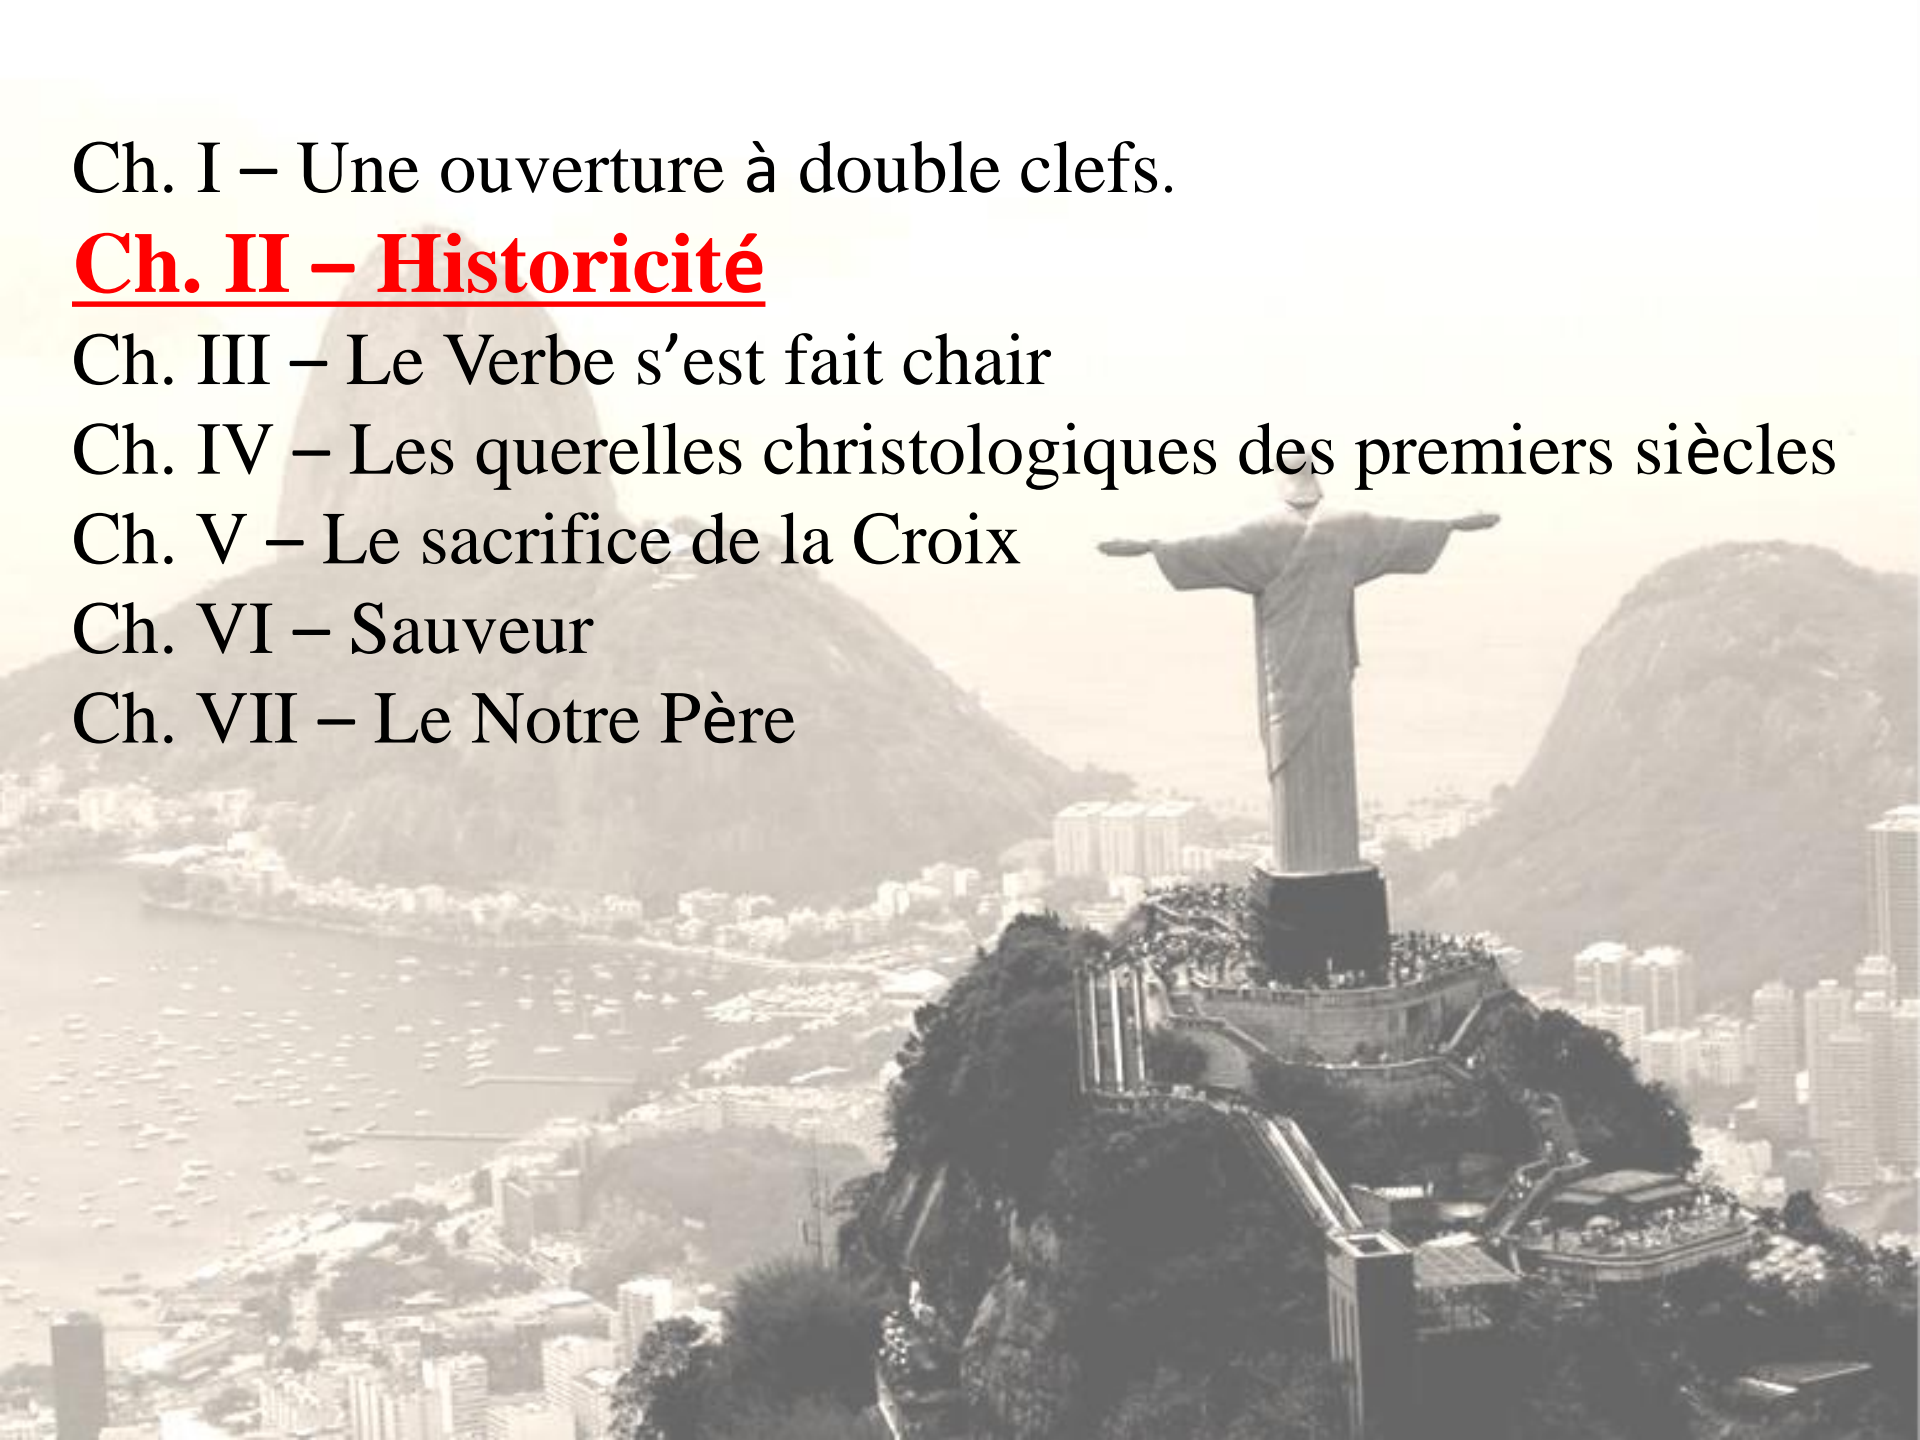 Ch. I – Une ouverture à double clefs.
Ch. II – Historicité
Ch. III – Le Verbe s’est fait chair
Ch. IV – Les querelles christologiques des premiers siècles
Ch. V – Le sacrifice de la Croix
Ch. VI – Sauveur
Ch. VII – Le Notre Père